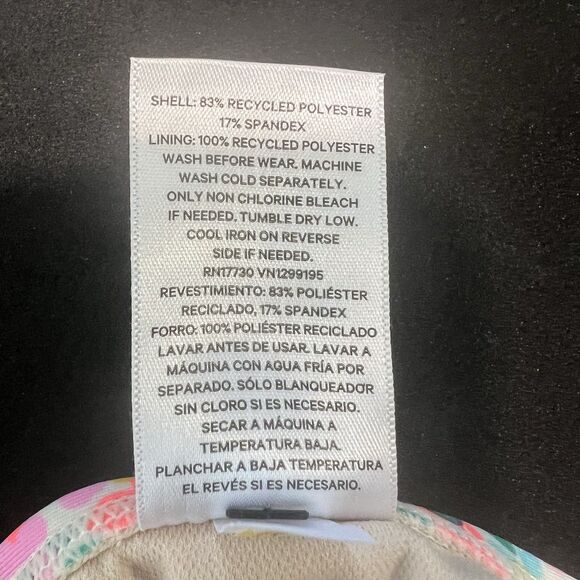 SHELL: 83% RECYCLED POLYESTER
17% SPANDEX
LINING: 100% RECYCLED POLYESTER
WASH BEFORE WEAR. MACHINE
WASH COLD SEPARATELY.
ONLY NON CHLORINE BLEACH
IF NEEDED. TUMBLE DRY LOW.
COOL IRON ON REVERSE
SIDE IF NEEDED.
RN17730 VN1299195
REVESTIMIENTO: 83% POLIÉSTER
RECICLADO, 17% SPANDEX
FORRO: 100% POLIÉSTER RECICLADO
LAVAR ANTES DE USAR. LAVAR A
MÁQUINA CON AGUA FRÍA POR
SEPARADO. SÓLO BLANQUEADOR
SIN CLORO SI ES NECESARIO.
SECAR A MÁQUINA A
TEMPERATURA BAJA.
PLANCHAR A BAJA TEMPERATURA
EL REVÉS SI ES NECESARIO.